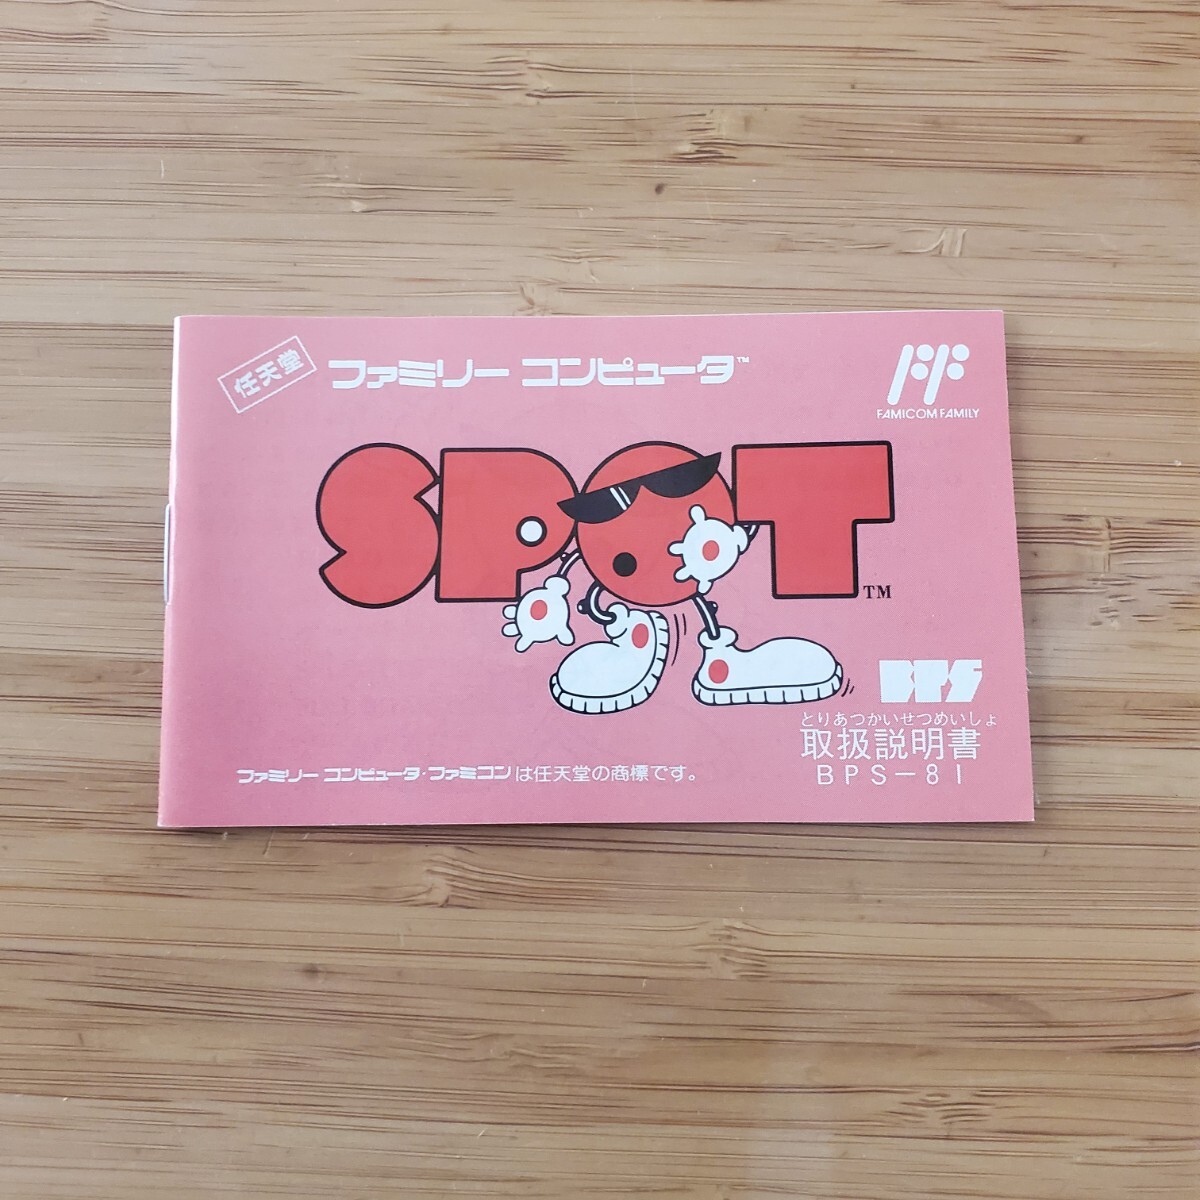 任天堂
ファミリー コンピュータ™
FAMICOM FAMILY
SPOT
TM
BPS
とりあつかいせつめいしょ
取扱説明書
BPS-81
ファミリー コンピュータ・ファミコンは任天堂の商標です。